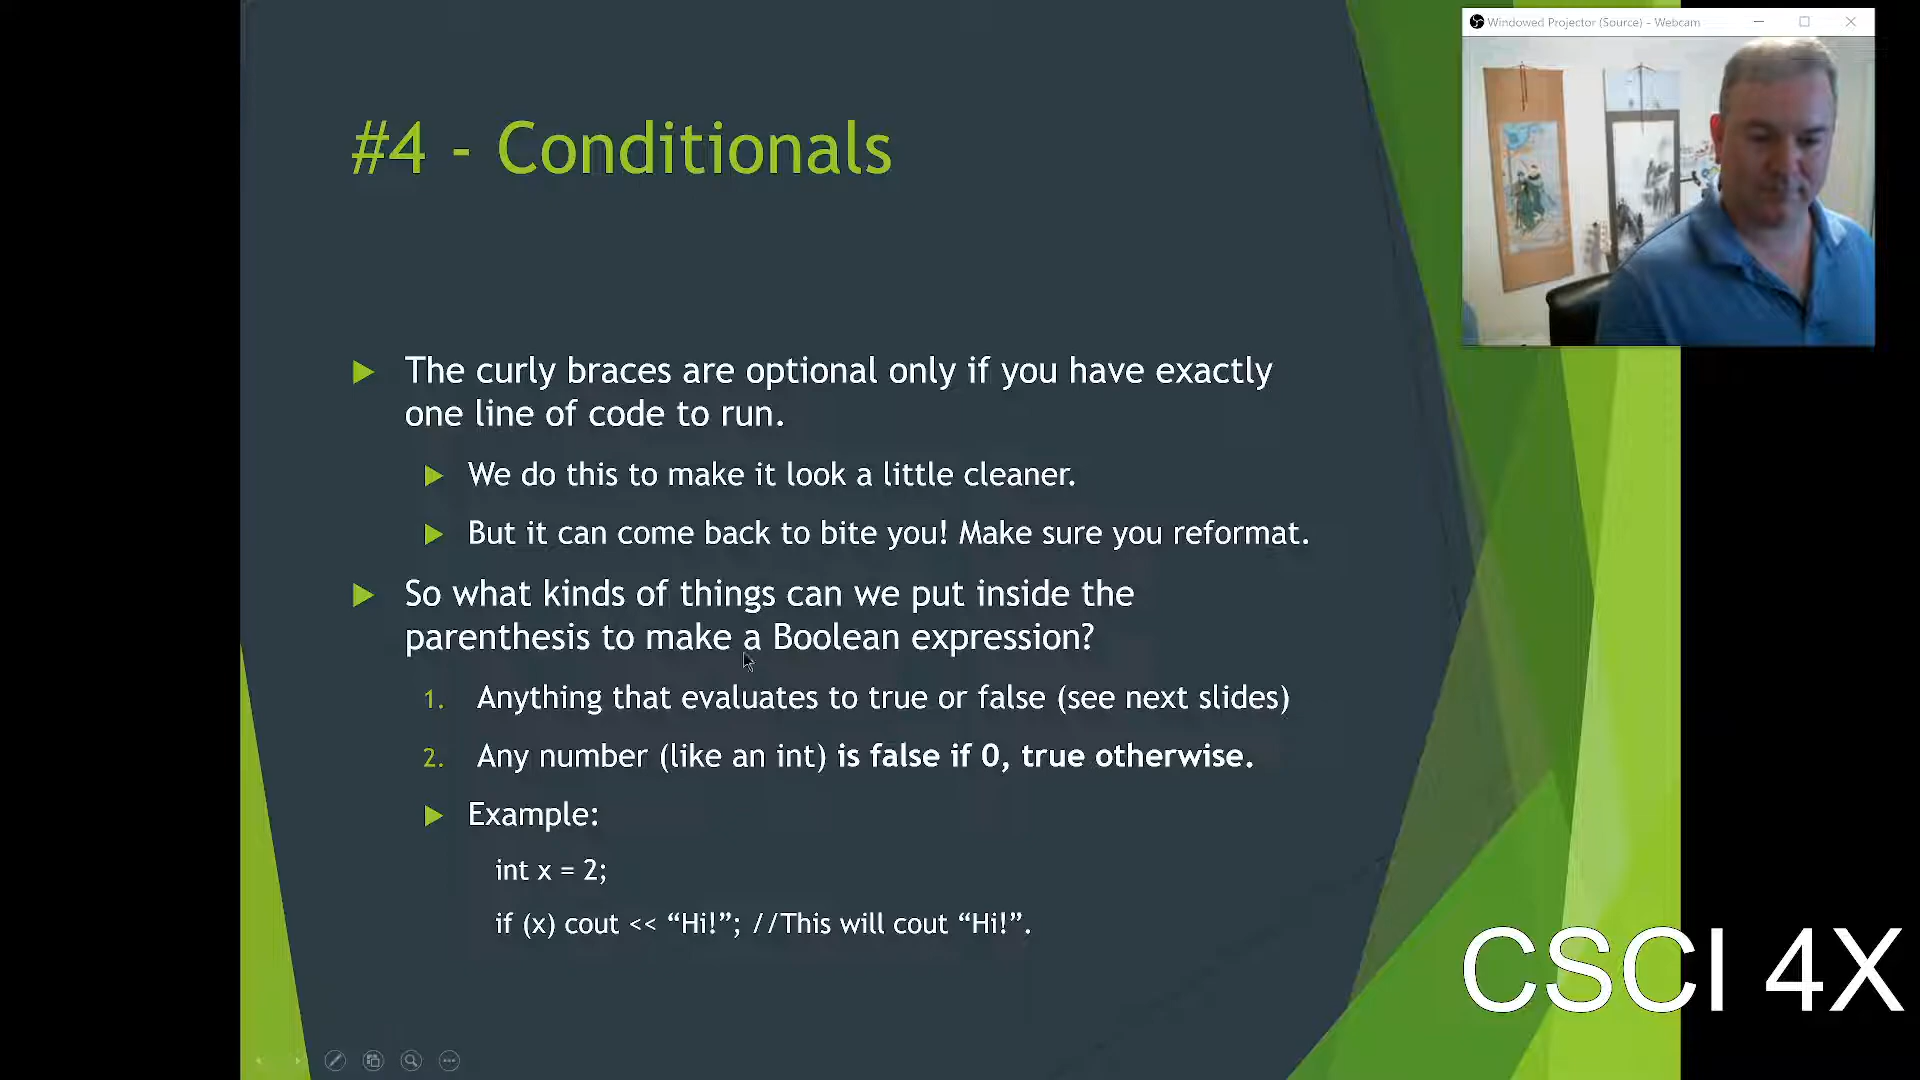 Windowed Projector (Source) - Webcam
#4 - Conditionals
The curly braces are optional only if you have exactly
one line of code to run.
We do this to make it look a little cleaner.
But it can come back to bite you! Make sure you reformat.
So what kinds of things can we put inside the
parenthesis to make a Boolean expression?
1. Anything that evaluates to true or false (see next slides)
2. Any number (like an int) is false if 0, true otherwise.
Example:
int x = 2;
if (x) cout << “Hi!”; //This will cout “Hi!”.
CSCI 4X